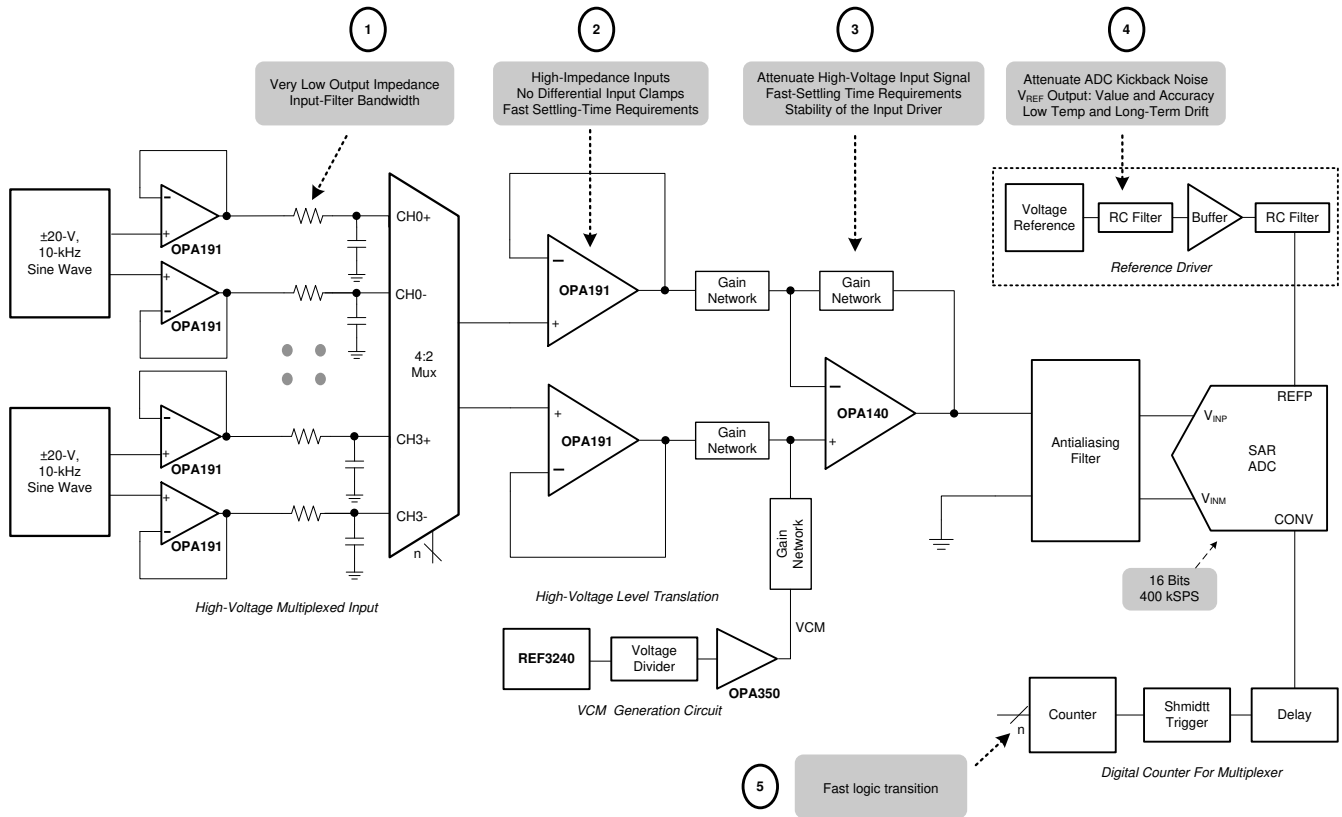 1
2
3
4
Very Low Output Impedance
Input-Filter Bandwidth
High-Impedance Inputs
No Differential Input Clamps
Fast Settling-Time Requirements
Attenuate High-Voltage Input Signal
Fast-Settling Time Requirements
Stability of the Input Driver
Attenuate ADC Kickback Noise
VREF Output: Value and Accuracy
Low Temp and Long-Term Drift
±20-V,
10-kHz
Sine Wave
-
+
OPA191
+
-
OPA191
CH0+
CH0-
4:2
Mux
±20-V,
10-kHz
Sine Wave
-
+
OPA191
+
-
OPA191
CH3+
CH3-
n
High-Voltage Multiplexed Input
-
OPA191
+
+
OPA191
-
High-Voltage Level Translation
Gain
Network
Gain
Network
-
OPA140
+
Gain
Network
Gain
Network
VCM
REF3240
Voltage
Divider
OPA350
VCM Generation Circuit
Voltage
Reference
RC Filter
Buffer
RC Filter
Reference Driver
Antialiasing
Filter
REFP
VINP
SAR
ADC
VINM
CONV
16 Bits
400 kSPS
n
Counter
Shmidtt
Trigger
Delay
Digital Counter For Multiplexer
5
Fast logic transition